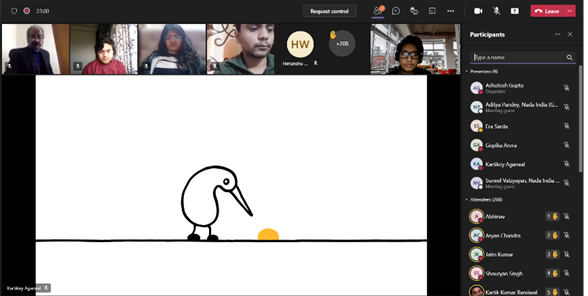 23:00
Request control
Leave
HW
Himanshu ...
+208
Participants
Type a name
Presenters (6)
Ashutosh Gupta
Organizer
Aditya Pandey, Nada India (G...
Meeting guest
Era Sarda
Gopika Arora
Kartikey Agarwal
Suneel Vatsyayan, Nada India ...
Meeting guest
Attendees (208)
Abhinav
1
Aryan Chandra
2
Jatin Kumar
3
Shouryan Singh
4
Kartik Kumar Bansiwal
5
Kartikey Agarwal